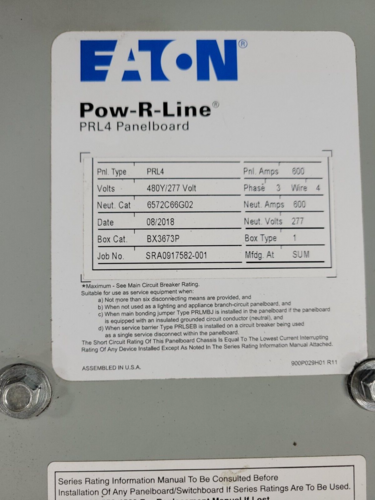 EATON®
Pow-R-Line®
PRL4 Panelboard
Pnl. Type PRL4 Pnl. Amps 600
Volts 480Y/277 Volt Phase 3 Wire 4
Neut. Cat 6572C66G02 Neut. Amps 600
Date 08/2018 Neut. Volts 277
Box Cat. BX3673P Box Type 1
Job No. SRA0917582-001 Mfdg. At SUM
*Maximum - See Main Circuit Breaker Rating.
Suitable for use as service equipment when:
a) Not more than six disconnecting means are provided, and
b) When not used as a lighting and appliance branch-circuit panelboard, and
c) When main bonding jumper Type PRLMBJ is installed in the panelboard if the panelboard
is equipped with an insulated grounded circuit conductor (neutral), and
d) When service barrier Type PRLSEB is installed on a circuit breaker being used
as a single service disconnect within the panelboard.
The Short Circuit Rating Of This Panelboard Chassis Is Equal To The Lowest Current Interrupting
Rating Of Any Device Installed Except As Noted In The Series Rating Information Manual Attached.
ASSEMBLED IN U.S.A. 900P029H01 R11
Series Rating Information Manual To Be Consulted Before
Installation Of Any Panelboard/Switchboard If Series Ratings Are To Be Used.
Replacement Manual If Lost